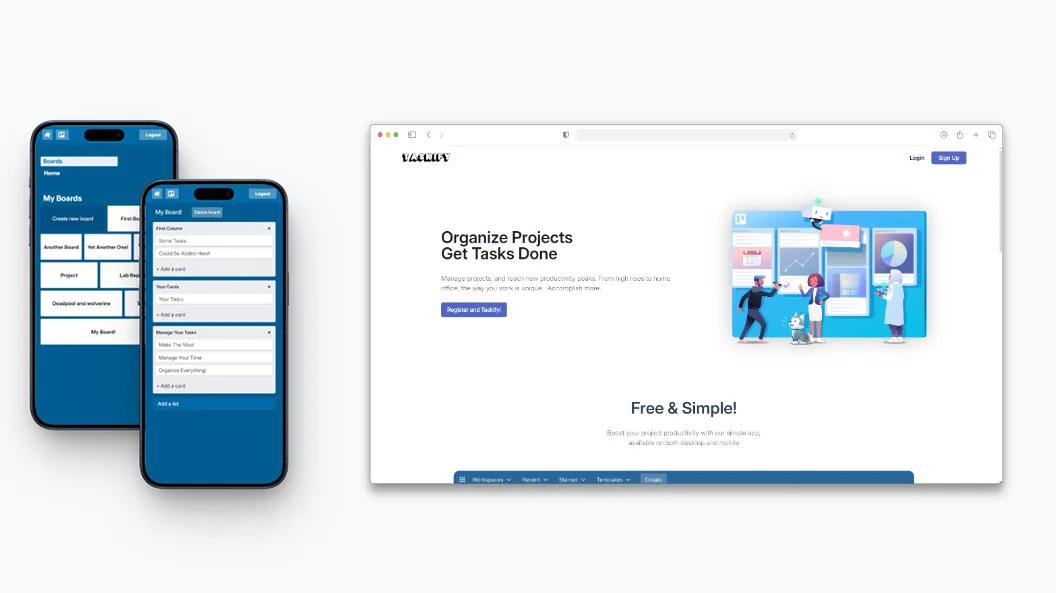 Logout
Boards
Home
My Boards
Create new board
First Bo
Another Board
Yet Another One!
Project
Lab Rep
Deadpool and wolverine
My Board!
Logout
My Board!
Delete board
First Column
Some Tasks
Could Be Added Here!!
+ Add a card
Your Cards
Your Tasks
+ Add a card
Manage Your Tasks
Make The Most
Manage Your Time
Organize Everything!
+ Add a card
Add a list
TASKIFY
Login
Sign Up
Organize Projects
Get Tasks Done
Manage projects, and reach new productivity peaks. From high rises to home
office, the way you work is unique. Accomplish more.
Register and Taskify!
Free & Simple!
Boost your project productivity with our simple app,
available on both desktop and mobile
Workspaces
Recent
Starred
Templates
Create